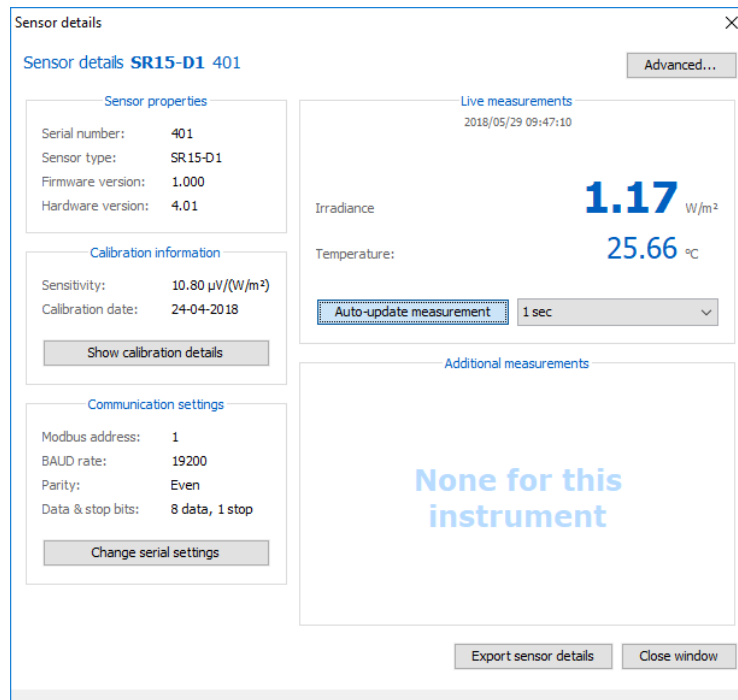 Sensor details
Sensor details SR15-D1 401
Advanced...
Sensor properties
Serial number: 401
Sensor type: SR15-D1
Firmware version: 1.000
Hardware version: 4.01
Calibration information
Sensitivity: 10.80 µV/(W/m²)
Calibration date: 24-04-2018
Show calibration details
Communication settings
Modbus address: 1
BAUD rate: 19200
Parity: Even
Data & stop bits: 8 data, 1 stop
Change serial settings
Live measurements
2018/05/29 09:47:10
Irradiance 1.17 W/m²
Temperature: 25.66 °C
Auto-update measurement 1 sec
Additional measurements
None for this
instrument
Export sensor details Close window